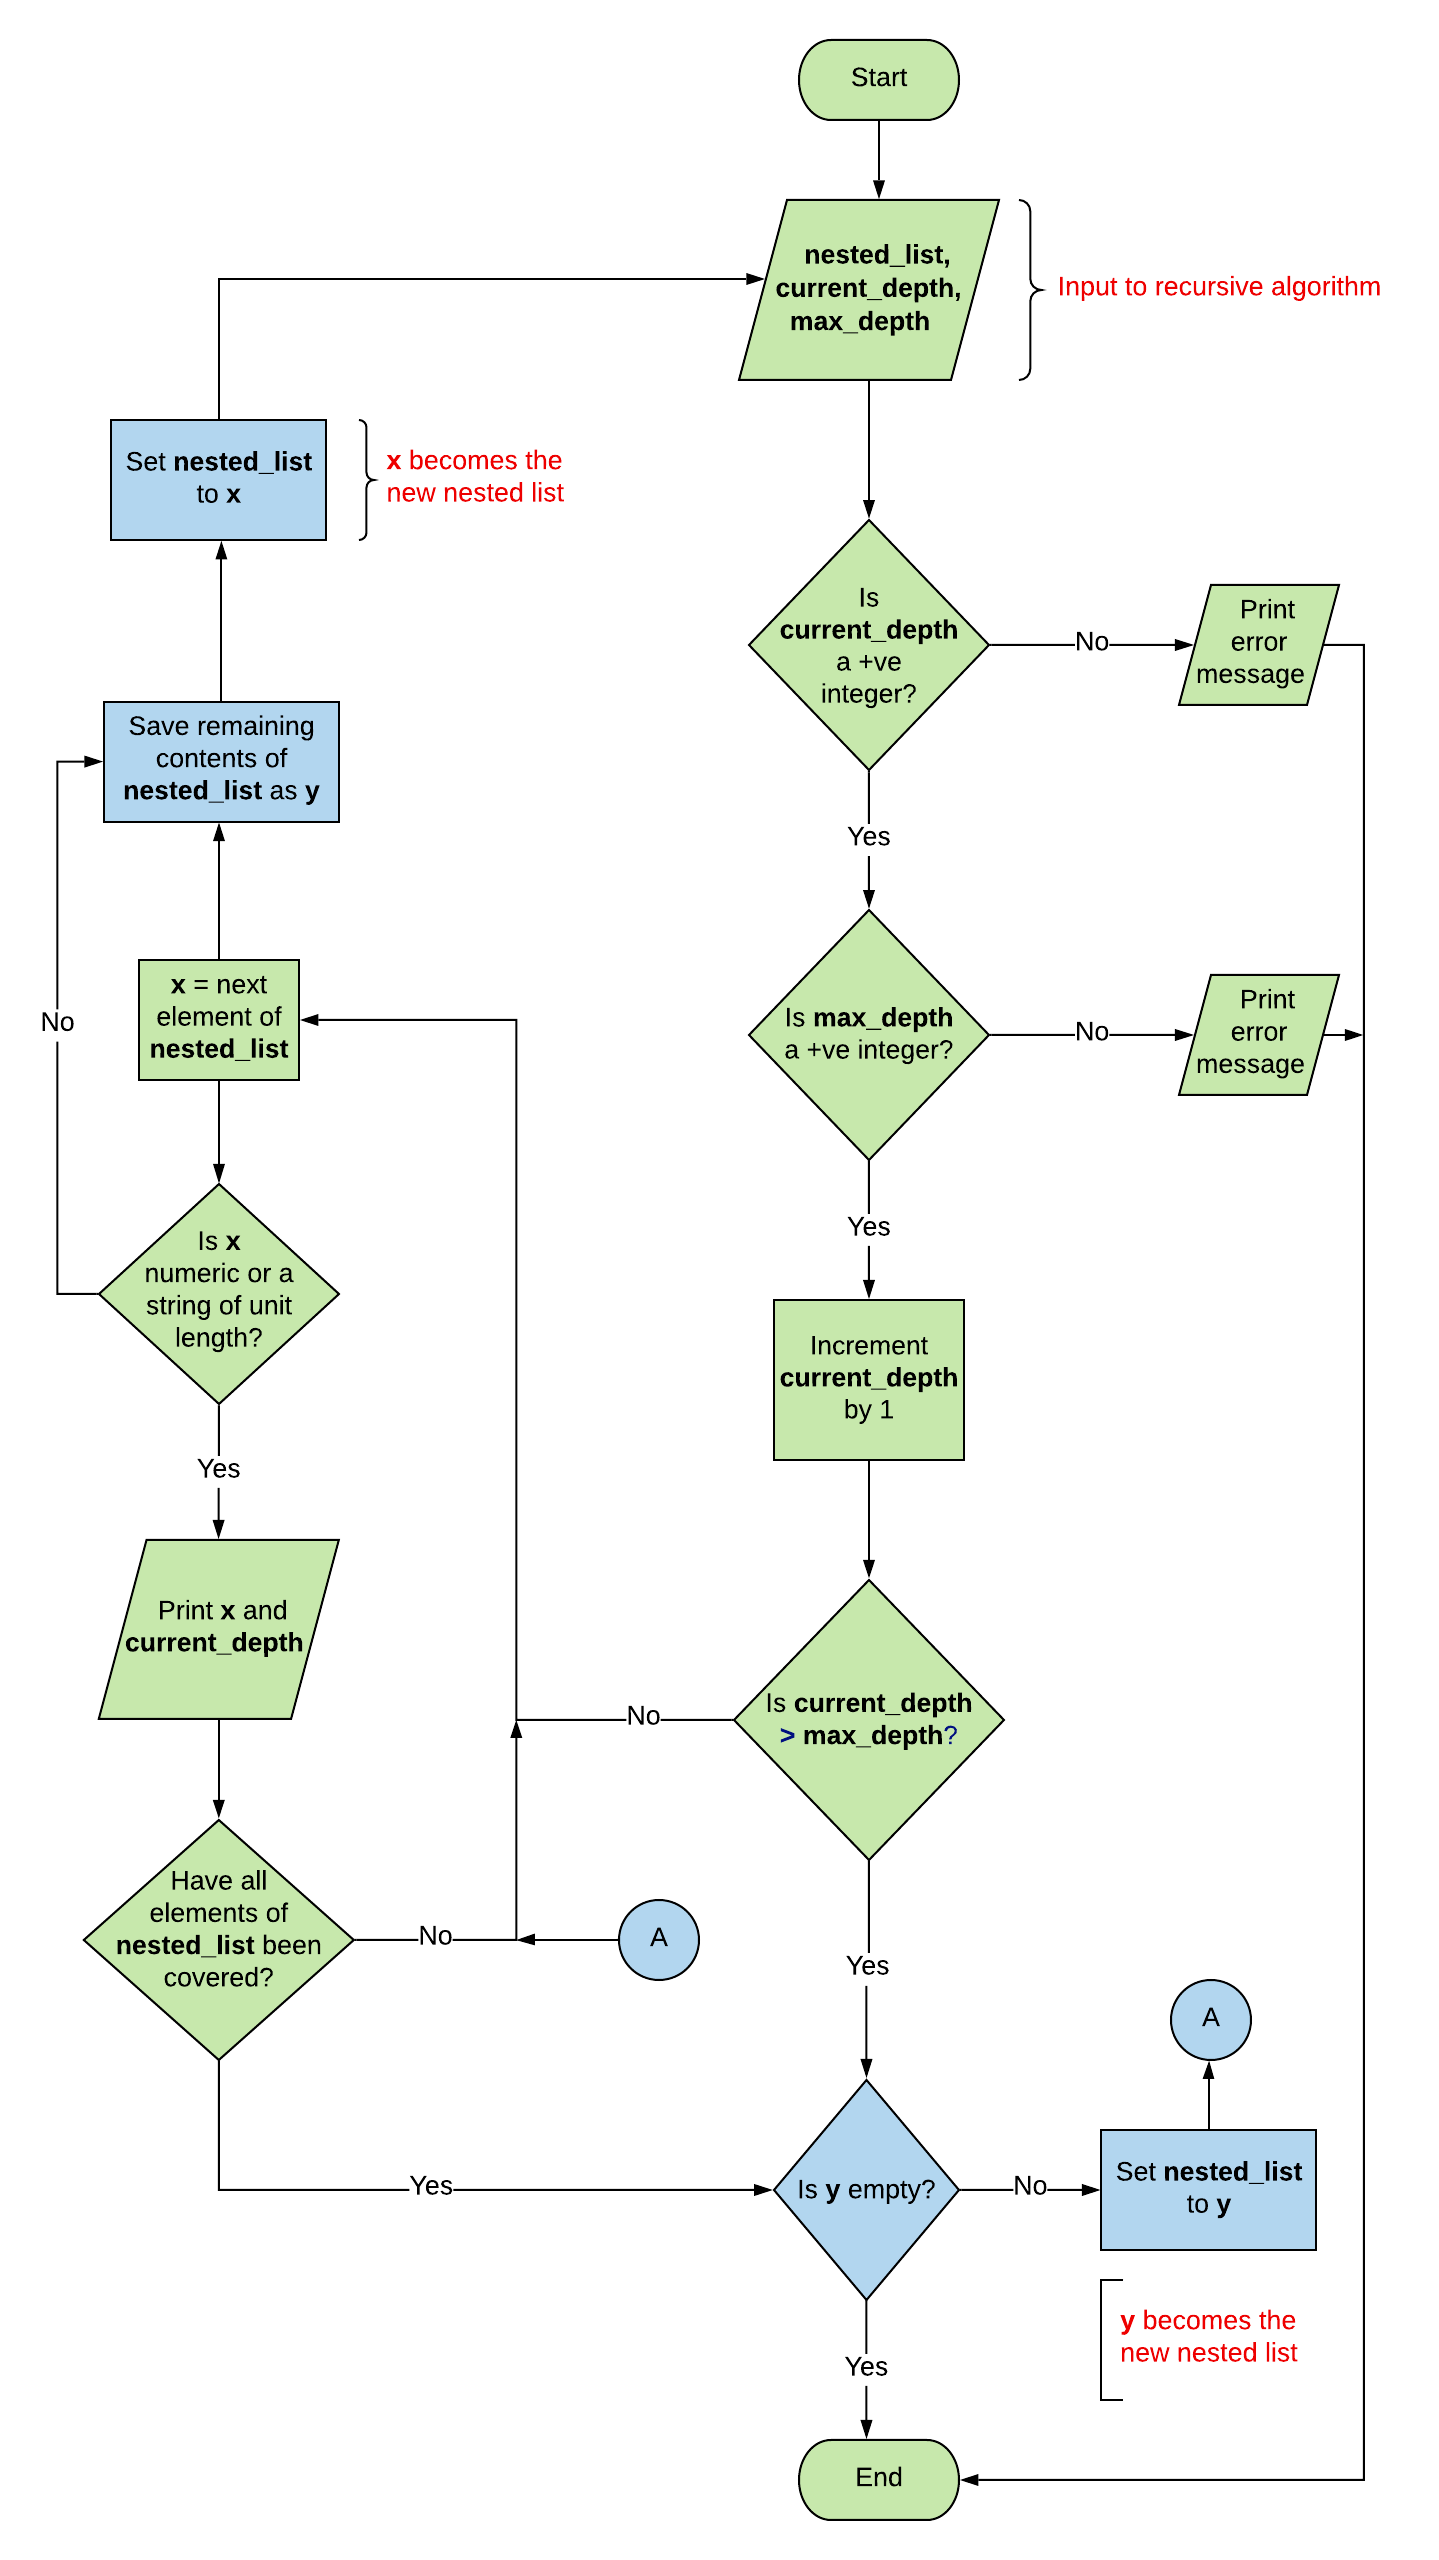 Start
nested_list,
current_depth,
max_depth
Input to recursive algorithm
Set nested_list
to x
x becomes the
new nested list
Is
current_depth
a +ve
integer?
No
Print
error
message
Save remaining
contents of
nested_list as y
Yes
x = next
element of
nested_list
No
Is max_depth
a +ve integer?
No
Print
error
message
Yes
Is x
numeric or a
string of unit
length?
Increment
current_depth
by 1
Yes
Print x and
current_depth
No
Is current_depth
> max_depth?
Have all
elements of
nested_list been
covered?
No
A
Yes
A
Yes
Is y empty?
No
Set nested_list
to y
y becomes the
new nested list
Yes
End